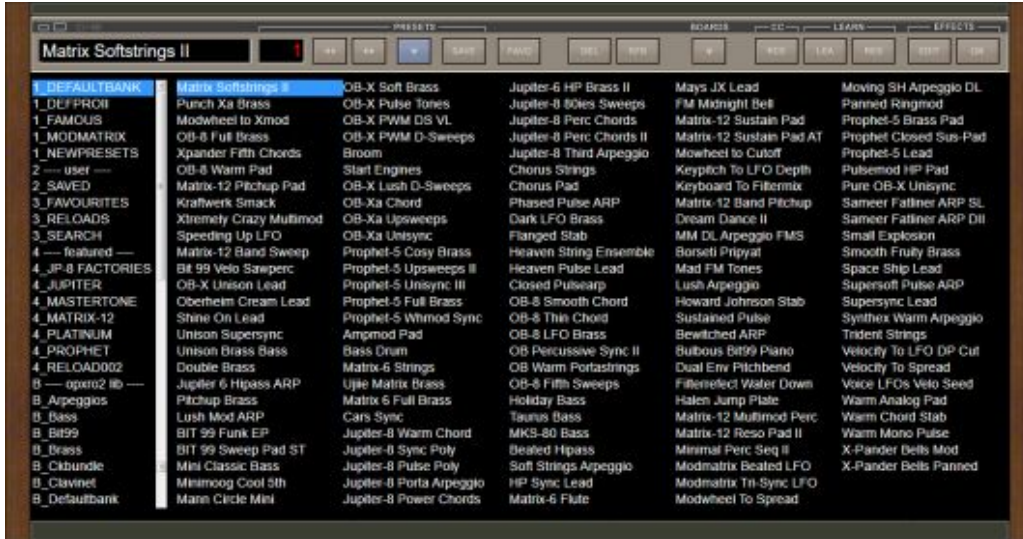 PRESETS
BOARDS
CC
LEARN
EFFECTS
Matrix Softstrings II
1
SAVE
FAVO
DEL
EDIT
ON
1_DEFAULTBANK
1_DEFPROII
1_FAMOUS
1_MODMATRIX
1_NEWPRESETS
2 ---- user ----
2_SAVED
3_FAVOURITES
3_RELOADS
3_SEARCH
4 ---- featured ----
4_JP-8 FACTORIES
4_JUPITER
4_MASTERTONE
4_MATRIX-12
4_PLATINUM
4_PROPHET
4_RELOAD002
B ---- opxro2 lib ----
B_Arpeggios
B_Bass
B_Bit99
B_Brass
B_Ckbundle
B_Clavinet
B_Defaultbank
Matrix Softstrings II
Punch Xa Brass
Modwheel to Xmod
OB-8 Full Brass
Xpander Fifth Chords
OB-8 Warm Pad
Matrix-12 Pitchup Pad
Kraftwerk Smack
Xtremely Crazy Multimod
Speeding Up LFO
Matrix-12 Band Sweep
Bit 99 Velo Sawperc
OB-X Unison Lead
Oberheim Cream Lead
Shine On Lead
Unison Supersync
Unison Brass Bass
Double Brass
Jupiter 6 Hipass ARP
Pitchup Brass
Lush Mod ARP
BIT 99 Funk EP
BIT 99 Sweep Pad ST
Mini Classic Bass
Minimoog Cool 5th
Mann Circle Mini
OB-X Soft Brass
OB-X Pulse Tones
OB-X PWM DS VL
OB-X PWM D-Sweeps
Broom
Start Engines
OB-X Lush D-Sweeps
OB-Xa Chord
OB-Xa Upsweeps
OB-Xa Unisync
Prophet-5 Cosy Brass
Prophet-5 Upsweeps II
Prophet-5 Unisync III
Prophet-5 Full Brass
Prophet-5 Whmod Sync
Ampmod Pad
Bass Drum
Matrix-6 Strings
Ujiie Matrix Brass
Matrix 6 Full Brass
Cars Sync
Jupiter-8 Warm Chord
Jupiter-8 Sync Poly
Jupiter-8 Pulse Poly
Jupiter-8 Porta Arpeggio
Jupiter-8 Power Chords
Jupiter-6 HP Brass II
Jupiter-8 80ies Sweeps
Jupiter-8 Perc Chords
Jupiter-8 Perc Chords II
Jupiter-8 Third Arpeggio
Chorus Strings
Chorus Pad
Phased Pulse ARP
Dark LFO Brass
Flanged Stab
Heaven String Ensemble
Heaven Pulse Lead
Closed Pulsearp
OB-8 Smooth Chord
OB-8 Thin Chord
OB-8 LFO Brass
OB Percussive Sync II
OB Warm Portastrings
OB-8 Fifth Sweeps
Holiday Bass
Taurus Bass
MKS-80 Bass
Beated Hipass
Soft Strings Arpeggio
HP Sync Lead
Matrix-6 Flute
Mays JX Lead
FM Midnight Bell
Matrix-12 Sustain Pad
Matrix-12 Sustain Pad AT
Mowheel to Cutoff
Keypitch To LFO Depth
Keyboard To Filtermix
Matrix-12 Band Pitchup
Dream Dance II
MM DL Arpeggio FMS
Borseti Pripyat
Mad FM Tones
Lush Arpeggio
Howard Johnson Stab
Sustained Pulse
Bewitched ARP
Bulbous Bit99 Piano
Dual Env Pitchbend
Filterrefect Water Down
Halen Jump Plate
Matrix-12 Multimod Perc
Matrix-12 Reso Pad II
Minimal Perc Seq II
Modmatrix Beated LFO
Modmatrix Tri-Sync LFO
Modwheel To Spread
Moving SH Arpeggio DL
Panned Ringmod
Prophet-5 Brass Pad
Prophet Closed Sus-Pad
Prophet-5 Lead
Pulsemod HP Pad
Pure OB-X Unisync
Sameer Fatliner ARP SL
Sameer Fatliner ARP DII
Small Explosion
Smooth Fruity Brass
Space Ship Lead
Supersoft Pulse ARP
Supersync Lead
Synthex Warm Arpeggio
Trident Strings
Velocity To LFO DP Cut
Velocity To Spread
Voice LFOs Velo Seed
Warm Analog Pad
Warm Chord Stab
Warm Mono Pulse
X-Pander Bells Mod
X-Pander Bells Panned